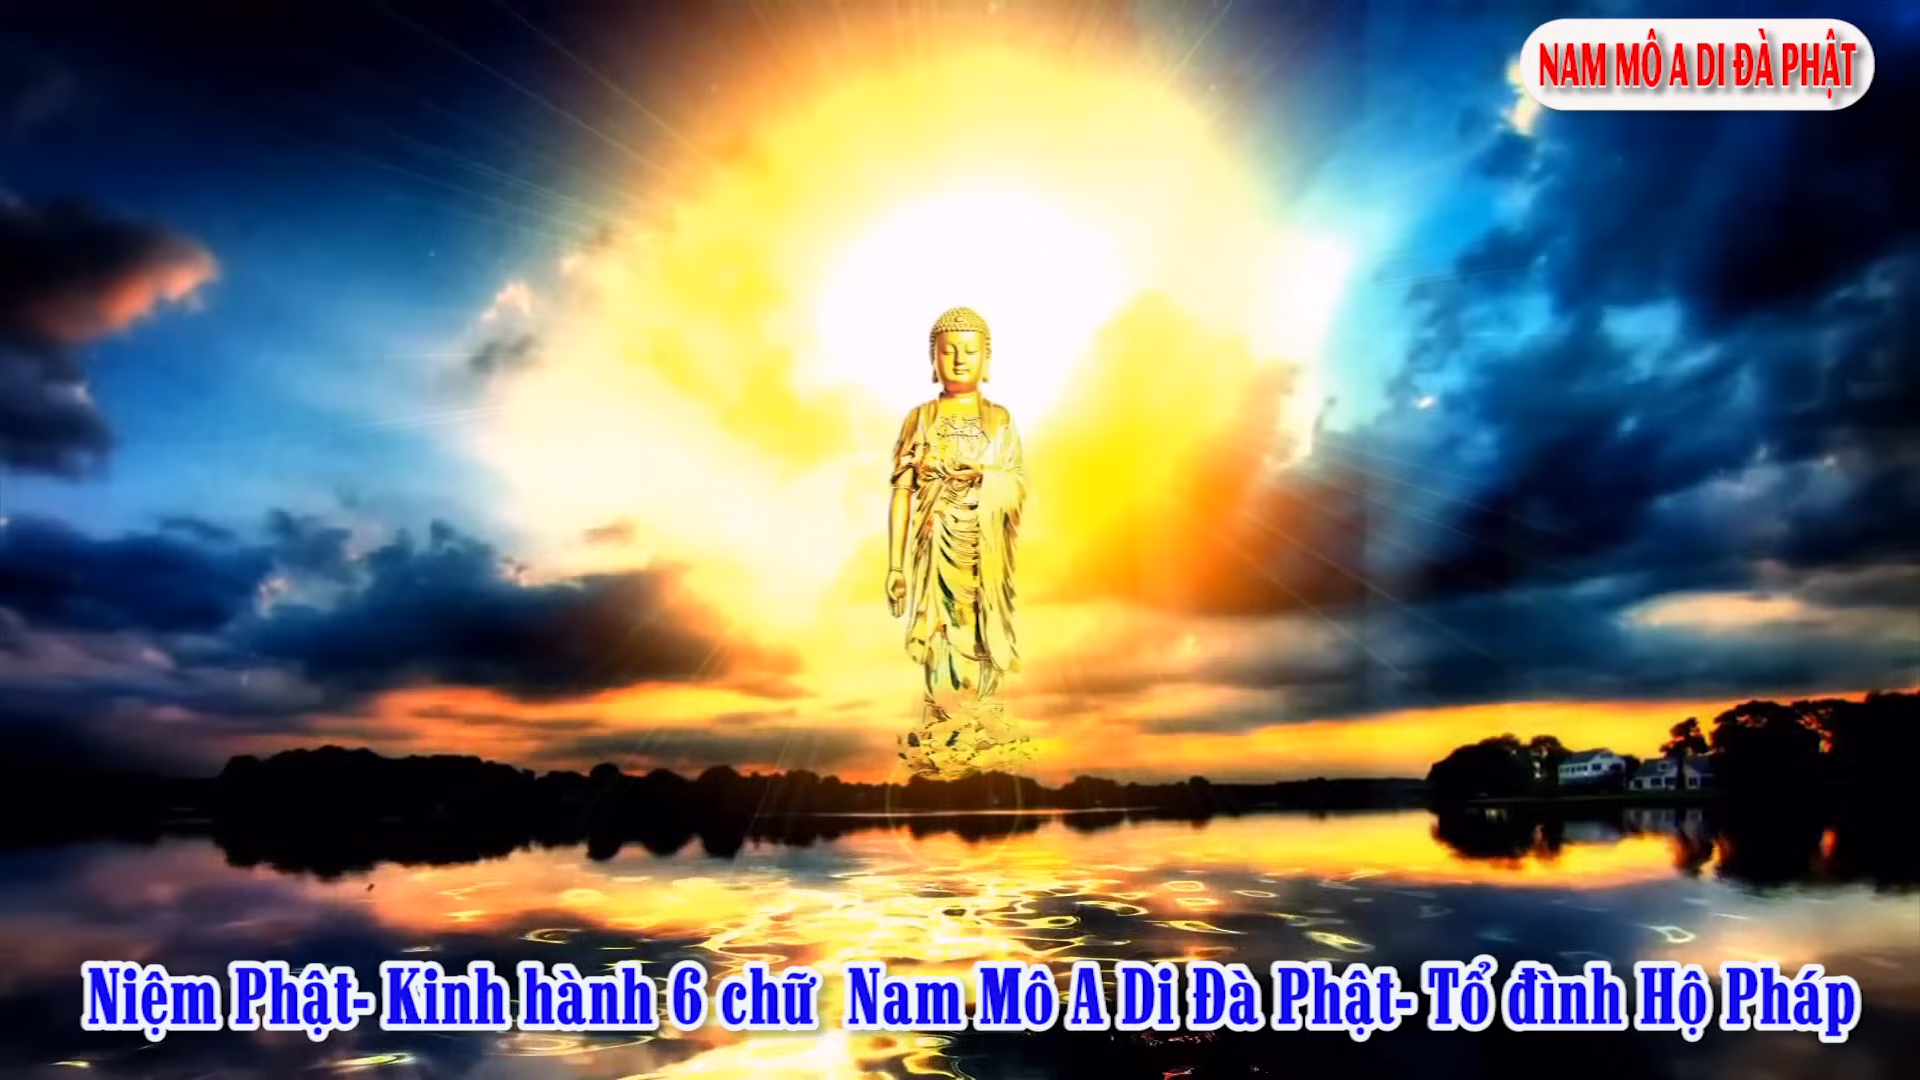 NAM MÔ A DI ĐÀ PHẬT
Niệm Phật- Kinh hành 6 chữ Nam Mô A Di Đà Phật- Tổ đình Hộ Pháp